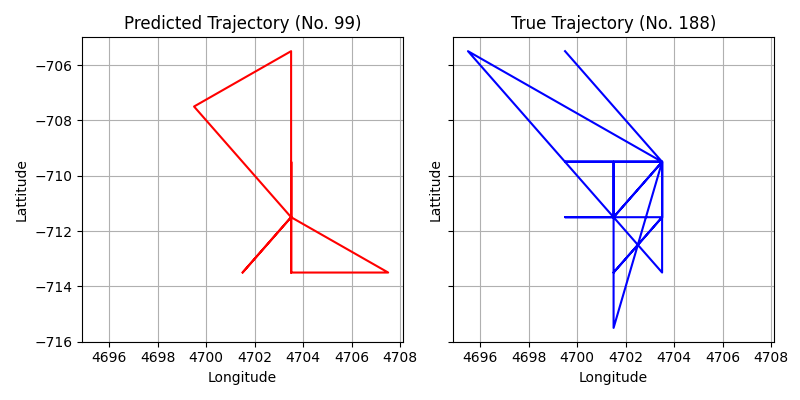 Predicted Trajectory (No. 99)
True Trajectory (No. 188)
Lattitude
−706
−708
−710
−712
−714
−716
4696 4698 4700 4702 4704 4706 4708
Longitude
Lattitude
4696 4698 4700 4702 4704 4706 4708
Longitude